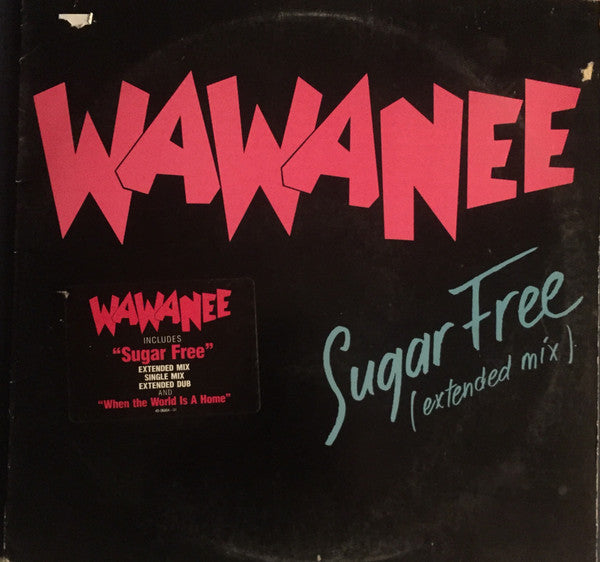 WAWANEE
Sugar Free
(extended mix)
WAWANEE
INCLUDES
"Sugar Free"
EXTENDED MIX
SINGLE MIX
EXTENDED DUB
AND
"When the World Is A Home"